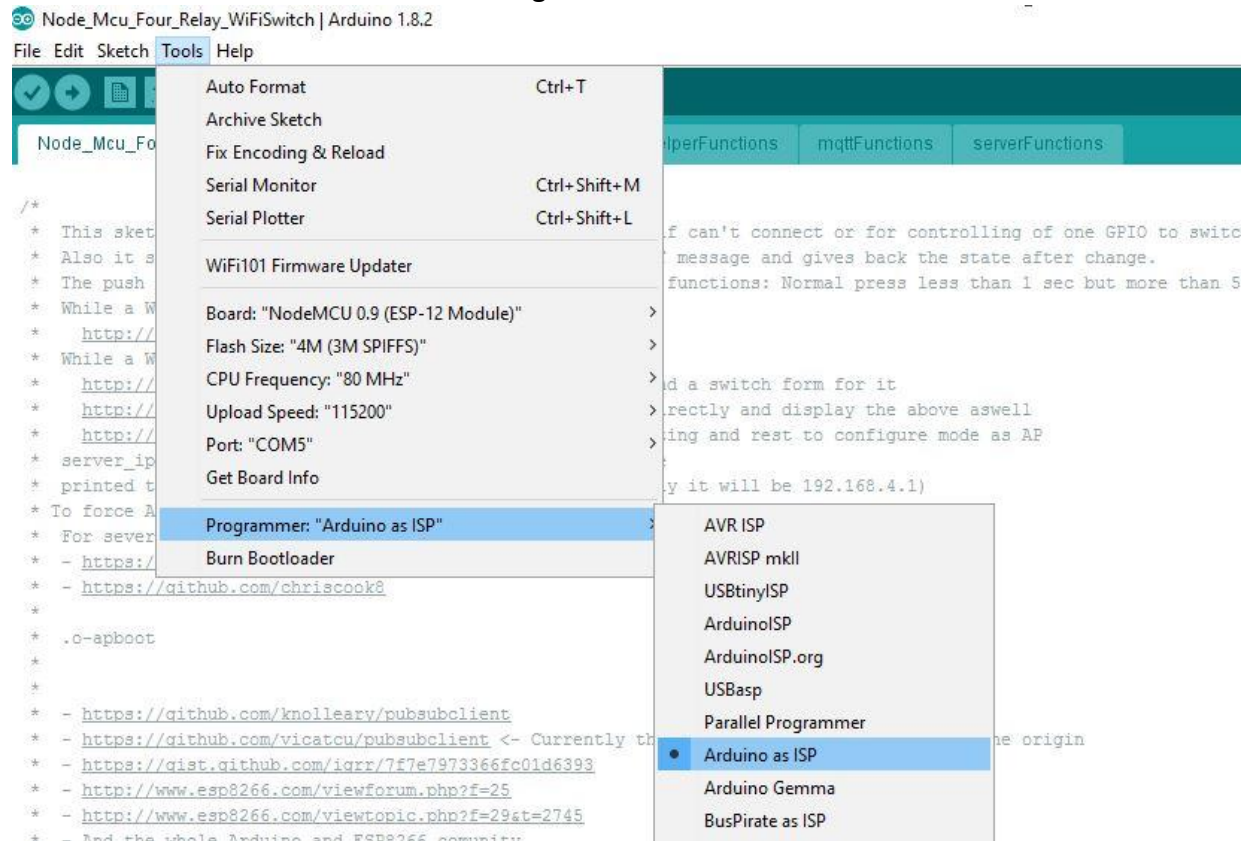 Node_Mcu_Four_Relay_WiFiSwitch | Arduino 1.8.2
File Edit Sketch Tools Help
Auto Format Ctrl+T
Archive Sketch
Fix Encoding & Reload
Serial Monitor Ctrl+Shift+M
Serial Plotter Ctrl+Shift+L
WiFi101 Firmware Updater
Board: "NodeMCU 0.9 (ESP-12 Module)"
Flash Size: "4M (3M SPIFFS)"
CPU Frequency: "80 MHz"
Upload Speed: "115200"
Port: "COM5"
Get Board Info
Programmer: "Arduino as ISP"
Burn Bootloader
AVR ISP
AVRISP mkII
USBtinyISP
ArduinoISP
ArduinoISP.org
USBasp
Parallel Programmer
Arduino as ISP
Arduino Gemma
BusPirate as ISP
Node_Mcu_Fo lperFunctions mqttFunctions serverFunctions
/*
* This sket f can't connect or for controlling of one GPIO to switc
* Also it s message and gives back the state after change.
* The push functions: Normal press less than 1 sec but more than 5
* While a W
* http://
* While a W
* http:// d a switch form for it
* http:// rectly and display the above aswell
* http:// ing and rest to configure mode as AP
* server_ip
* printed t y it will be 192.168.4.1)
* To force A
* For sever
* - https:/
* - https://github.com/chriscook8
*
* .o-apboot
*
*
* - https://github.com/knolleary/pubsubclient
* - https://github.com/vicatcu/pubsubclient <- Currently th e origin
* - https://gist.github.com/igrr/7f7e7973366fc01d6393
* - http://www.esp8266.com/viewforum.php?f=25
* - http://www.esp8266.com/viewtopic.php?f=29&t=2745
* - And the whole Arduino and ESP8266 comunity